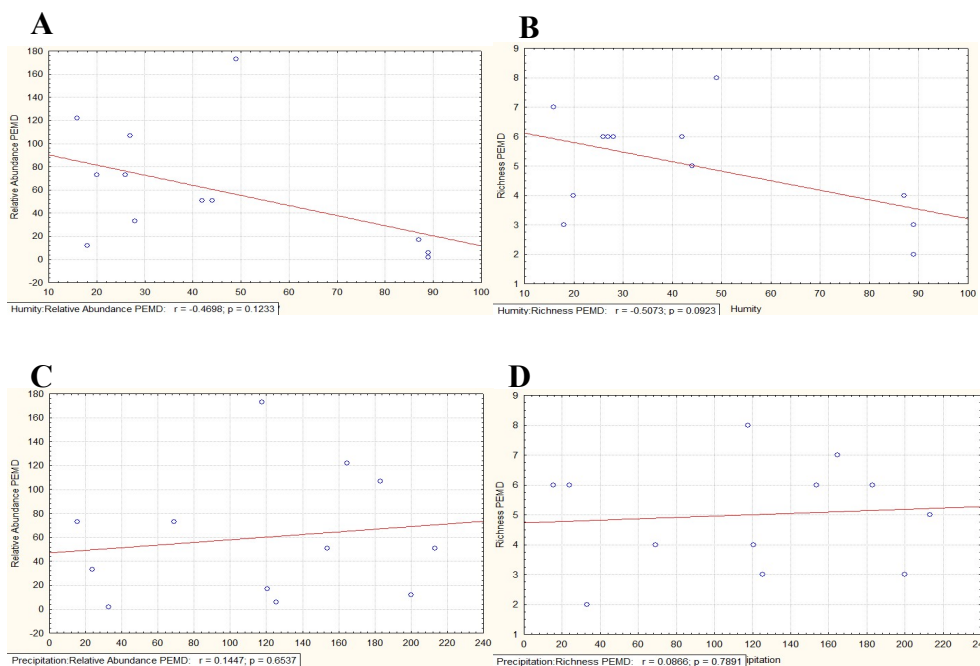 A
B
Relative Abundance PEMD
180
160
140
120
100
80
60
40
20
0
-20
10 20 30 40 50 60 70 80 90 100
Humity:Relative Abundance PEMD: r = -0.4698; p = 0.1233
Richness PEMD
9
8
7
6
5
4
3
2
1
10 20 30 40 50 60 70 80 90 100
Humity:Richness PEMD: r = -0.5073; p = 0.0923
Humity
C
D
Relative Abundance PEMD
180
160
140
120
100
80
60
40
20
0
-20
0 20 40 60 80 100 120 140 160 180 200 220 240
Precipitation:Relative Abundance PEMD: r = 0.1447; p = 0.6537
Richness PEMD
9
8
7
6
5
4
3
2
1
0 20 40 60 80 100 120 140 160 180 200 220 240
Precipitation:Richness PEMD: r = 0.0866; p = 0.7891
ipitation